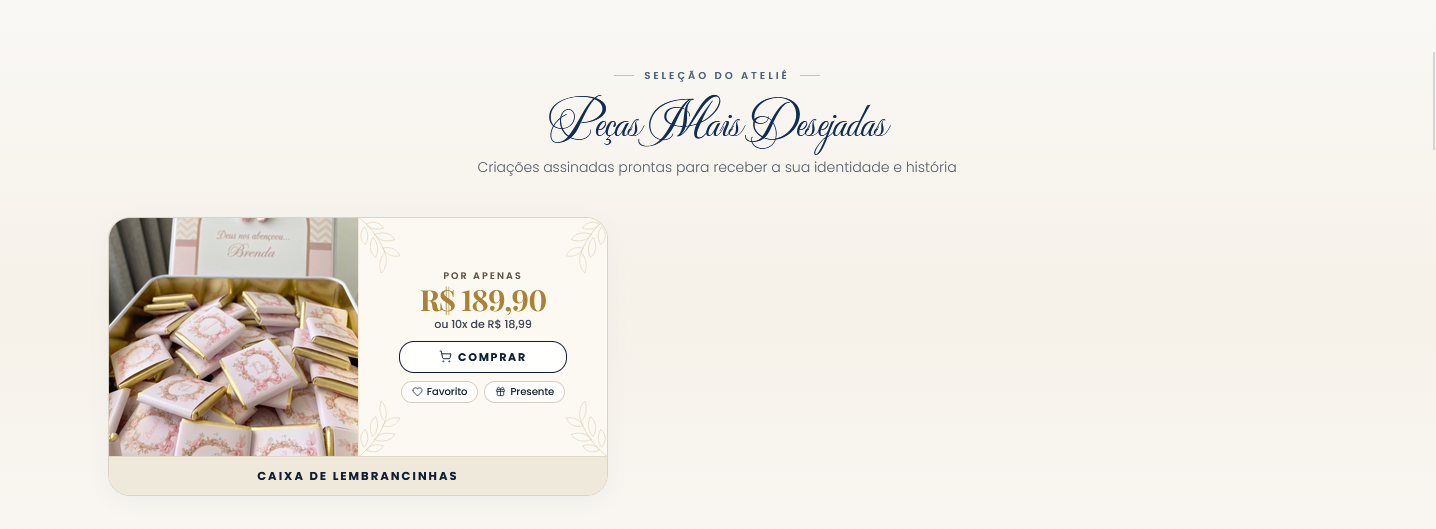 SELEÇÃO DO ATELIÊ
Peças Mais Desejadas
Criações assinadas prontas para receber a sua identidade e história
Deus nos abençoou...
Brenda
POR APENAS
R$ 189,90
ou 10x de R$ 18,99
COMPRAR
Favorito
Presente
CAIXA DE LEMBRANCINHAS